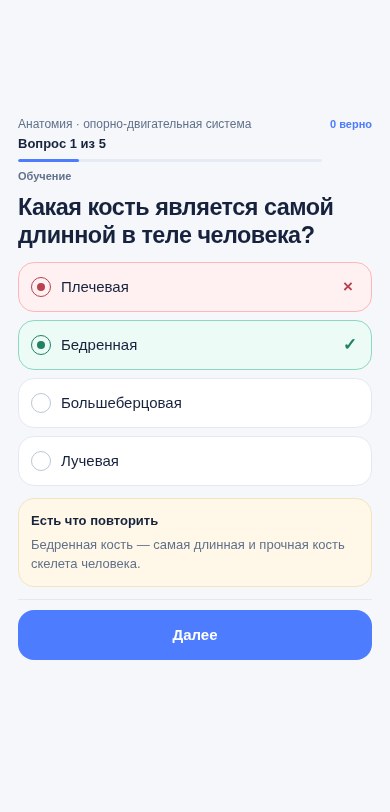 Анатомия · опорно-двигательная система
0 верно
Вопрос 1 из 5
Обучение
Какая кость является самой
длинной в теле человека?
Плечевая ×
Бедренная ✓
Большеберцовая
Лучевая
Есть что повторить
Бедренная кость — самая длинная и прочная кость
скелета человека.
Далее